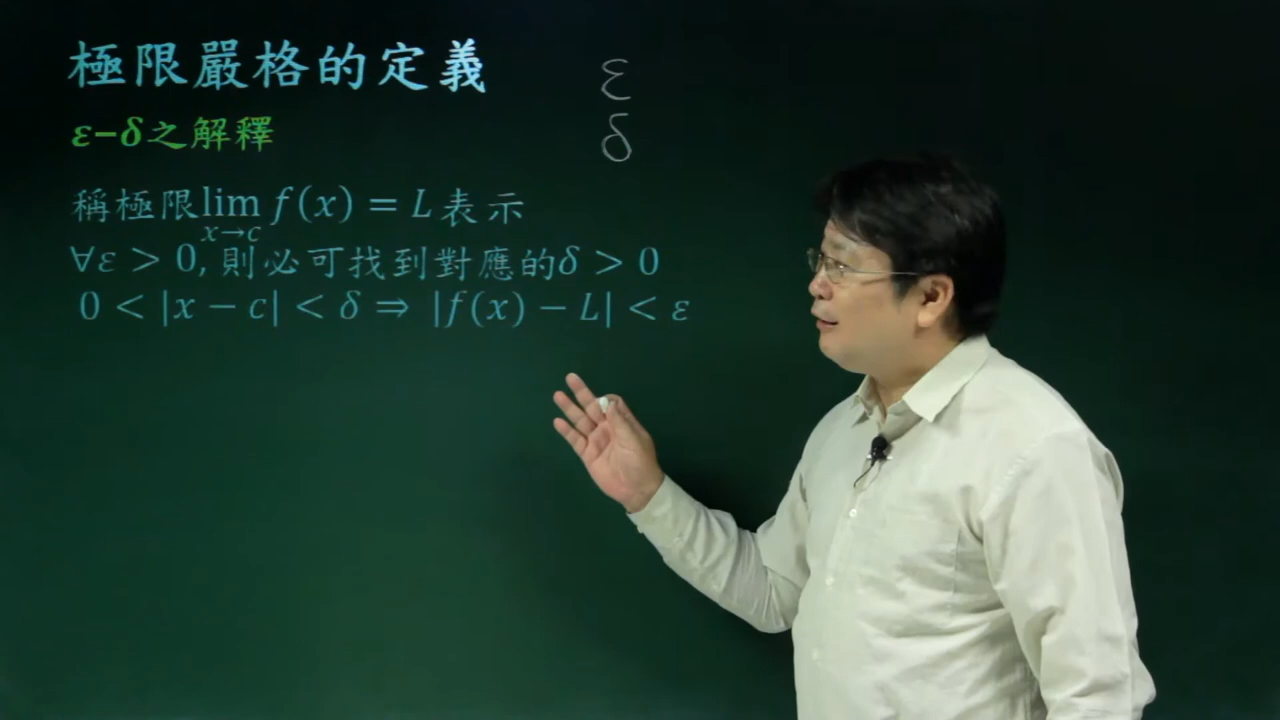 極限嚴格的定義
ε
δ
ε−δ之解釋
稱極限lim f(x) = L表示
x→c
∀ε > 0, 則必可找到對應的δ > 0
0 < |x − c| < δ ⇒ |f(x) − L| < ε